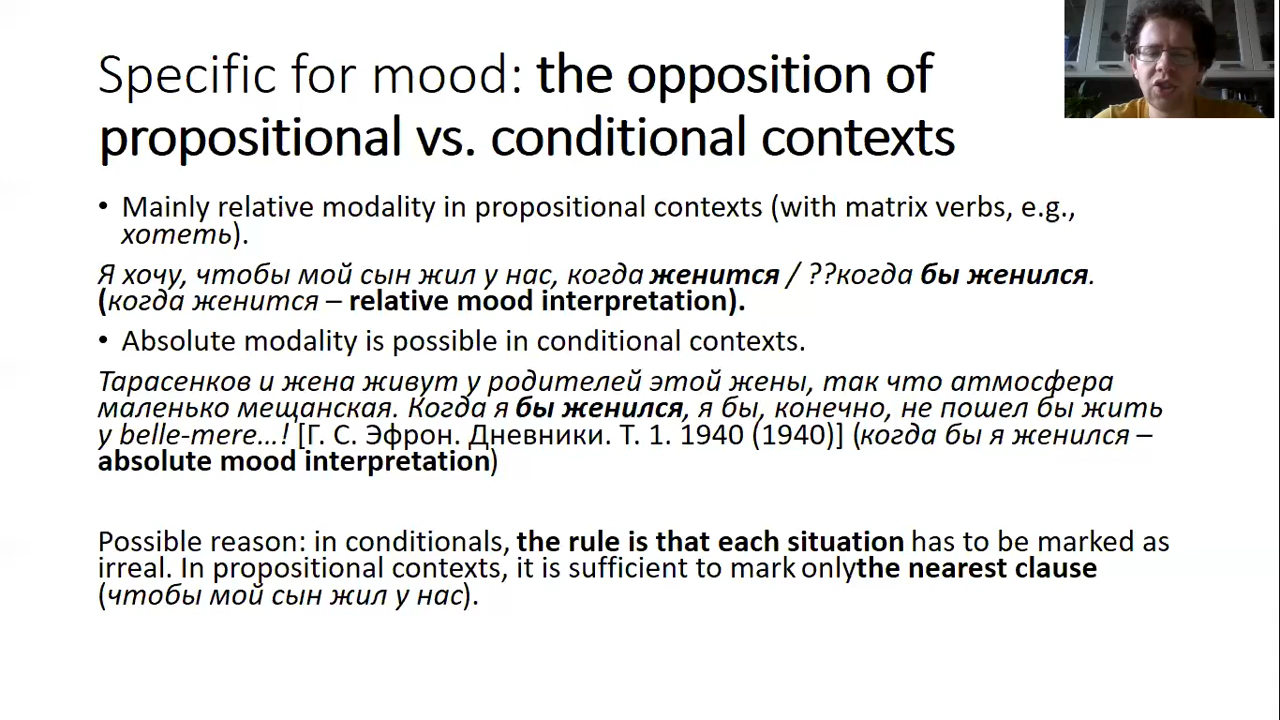 Specific for mood: the opposition of
propositional vs. conditional contexts
• Mainly relative modality in propositional contexts (with matrix verbs, e.g.,
хотеть).
Я хочу, чтобы мой сын жил у нас, когда женится / ??когда бы женился.
(когда женится – relative mood interpretation).
• Absolute modality is possible in conditional contexts.
Тарасенков и жена живут у родителей этой жены, так что атмосфера
маленько мещанская. Когда я бы женился, я бы, конечно, не пошел бы жить
у belle-mere…! [Г. С. Эфрон. Дневники. Т. 1. 1940 (1940)] (когда бы я женился –
absolute mood interpretation)
Possible reason: in conditionals, the rule is that each situation has to be marked as
irreal. In propositional contexts, it is sufficient to mark onlythe nearest clause
(чтобы мой сын жил у нас).